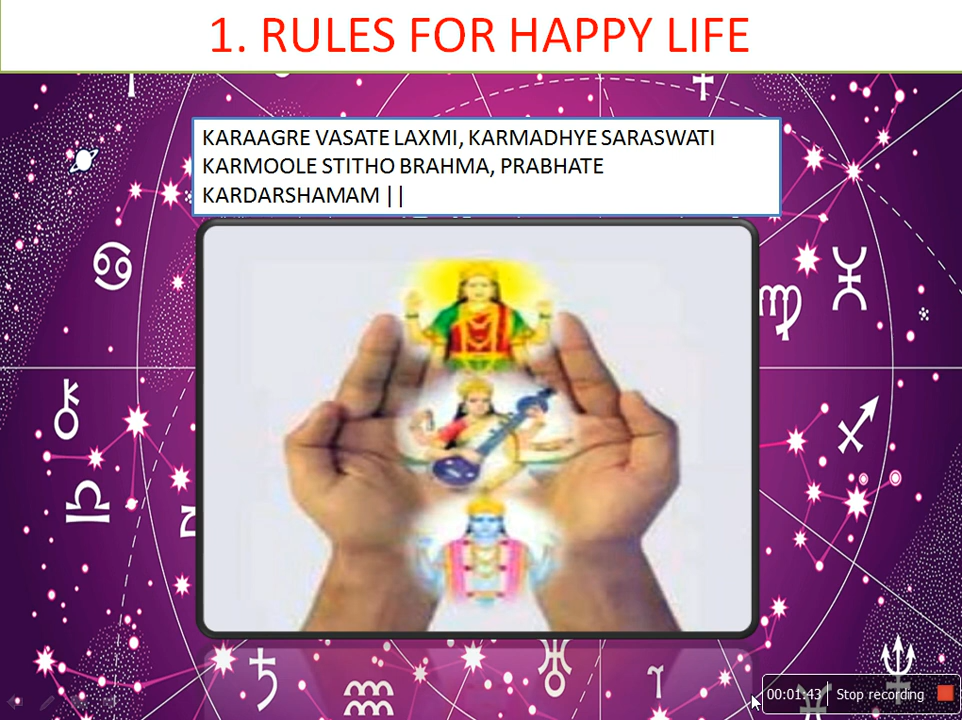 1. RULES FOR HAPPY LIFE
KARAAGRE VASATE LAXMI, KARMADHYE SARASWATI
KARMOOLE STITHO BRAHMA, PRABHATE
KARDARSHAMAM ||
00:01:43 Stop recording